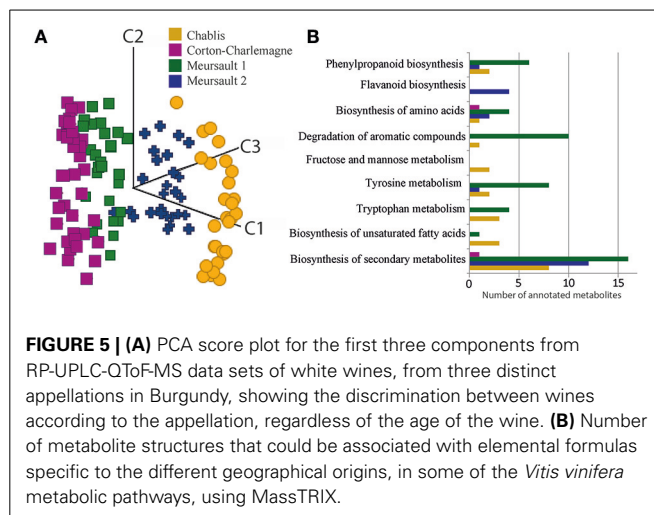 A
C2
C3
C1
Chablis
Corton-Charlemagne
Meursault 1
Meursault 2
B
Phenylpropanoid biosynthesis
Flavanoid biosynthesis
Biosynthesis of amino acids
Degradation of aromatic compounds
Fructose and mannose metabolism
Tyrosine metabolism
Tryptophan metabolism
Biosynthesis of unsaturated fatty acids
Biosynthesis of secondary metabolites
0 5 10 15
Number of annotated metabolites
FIGURE 5 | (A) PCA score plot for the first three components from
RP-UPLC-QToF-MS data sets of white wines, from three distinct
appellations in Burgundy, showing the discrimination between wines
according to the appellation, regardless of the age of the wine. (B) Number
of metabolite structures that could be associated with elemental formulas
specific to the different geographical origins, in some of the Vitis vinifera
metabolic pathways, using MassTRIX.